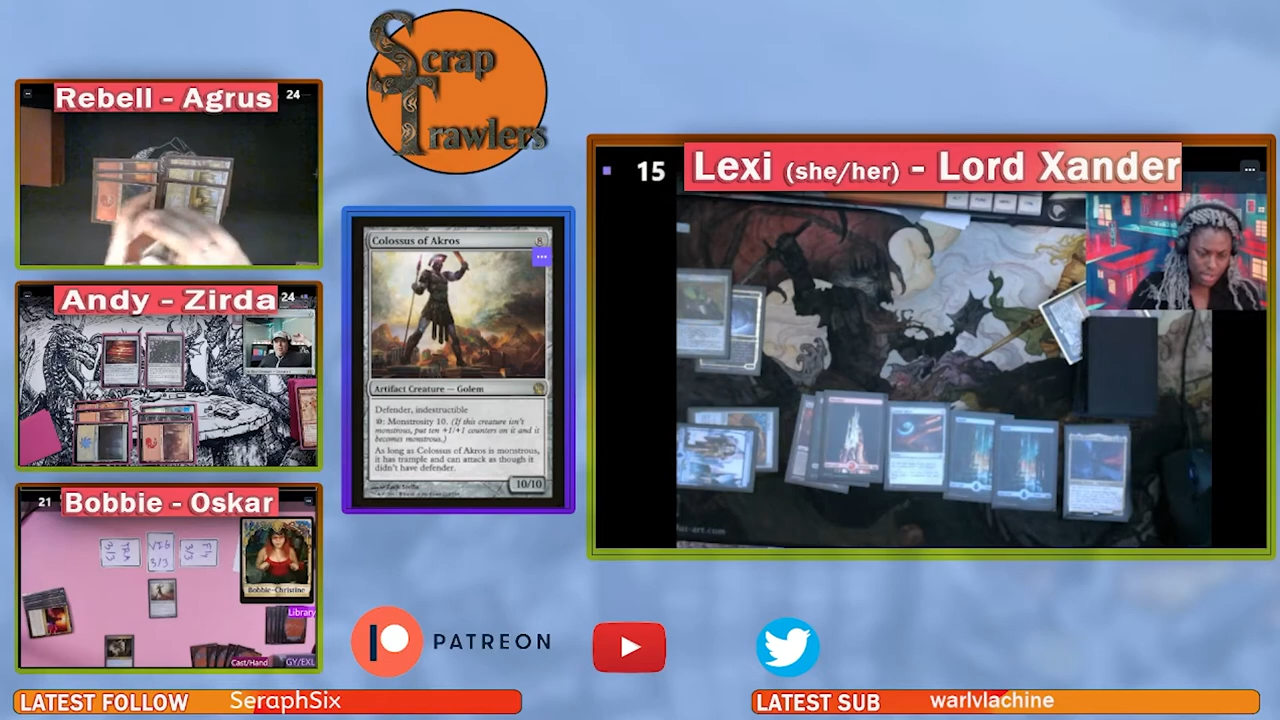 Scrap
Trawlers
Rebell - Agrus
24
Andy - Zirda
24
21
Bobbie - Oskar
Bobbie-Christine
Library
Cast/Hand
GY/EXL
Colossus of Akros
8
Artifact Creature — Golem
Defender, indestructible
: Monstrosity 10. (If this creature isn't
monstrous, put ten +1/+1 counters on it and it
becomes monstrous.)
As long as Colossus of Akros is monstrous,
it has trample and can attack as though it
didn't have defender.
10/10
15
Lexi (she/her) - Lord Xander
PATREON
LATEST FOLLOW
SeraphSix
LATEST SUB
warlvlachine